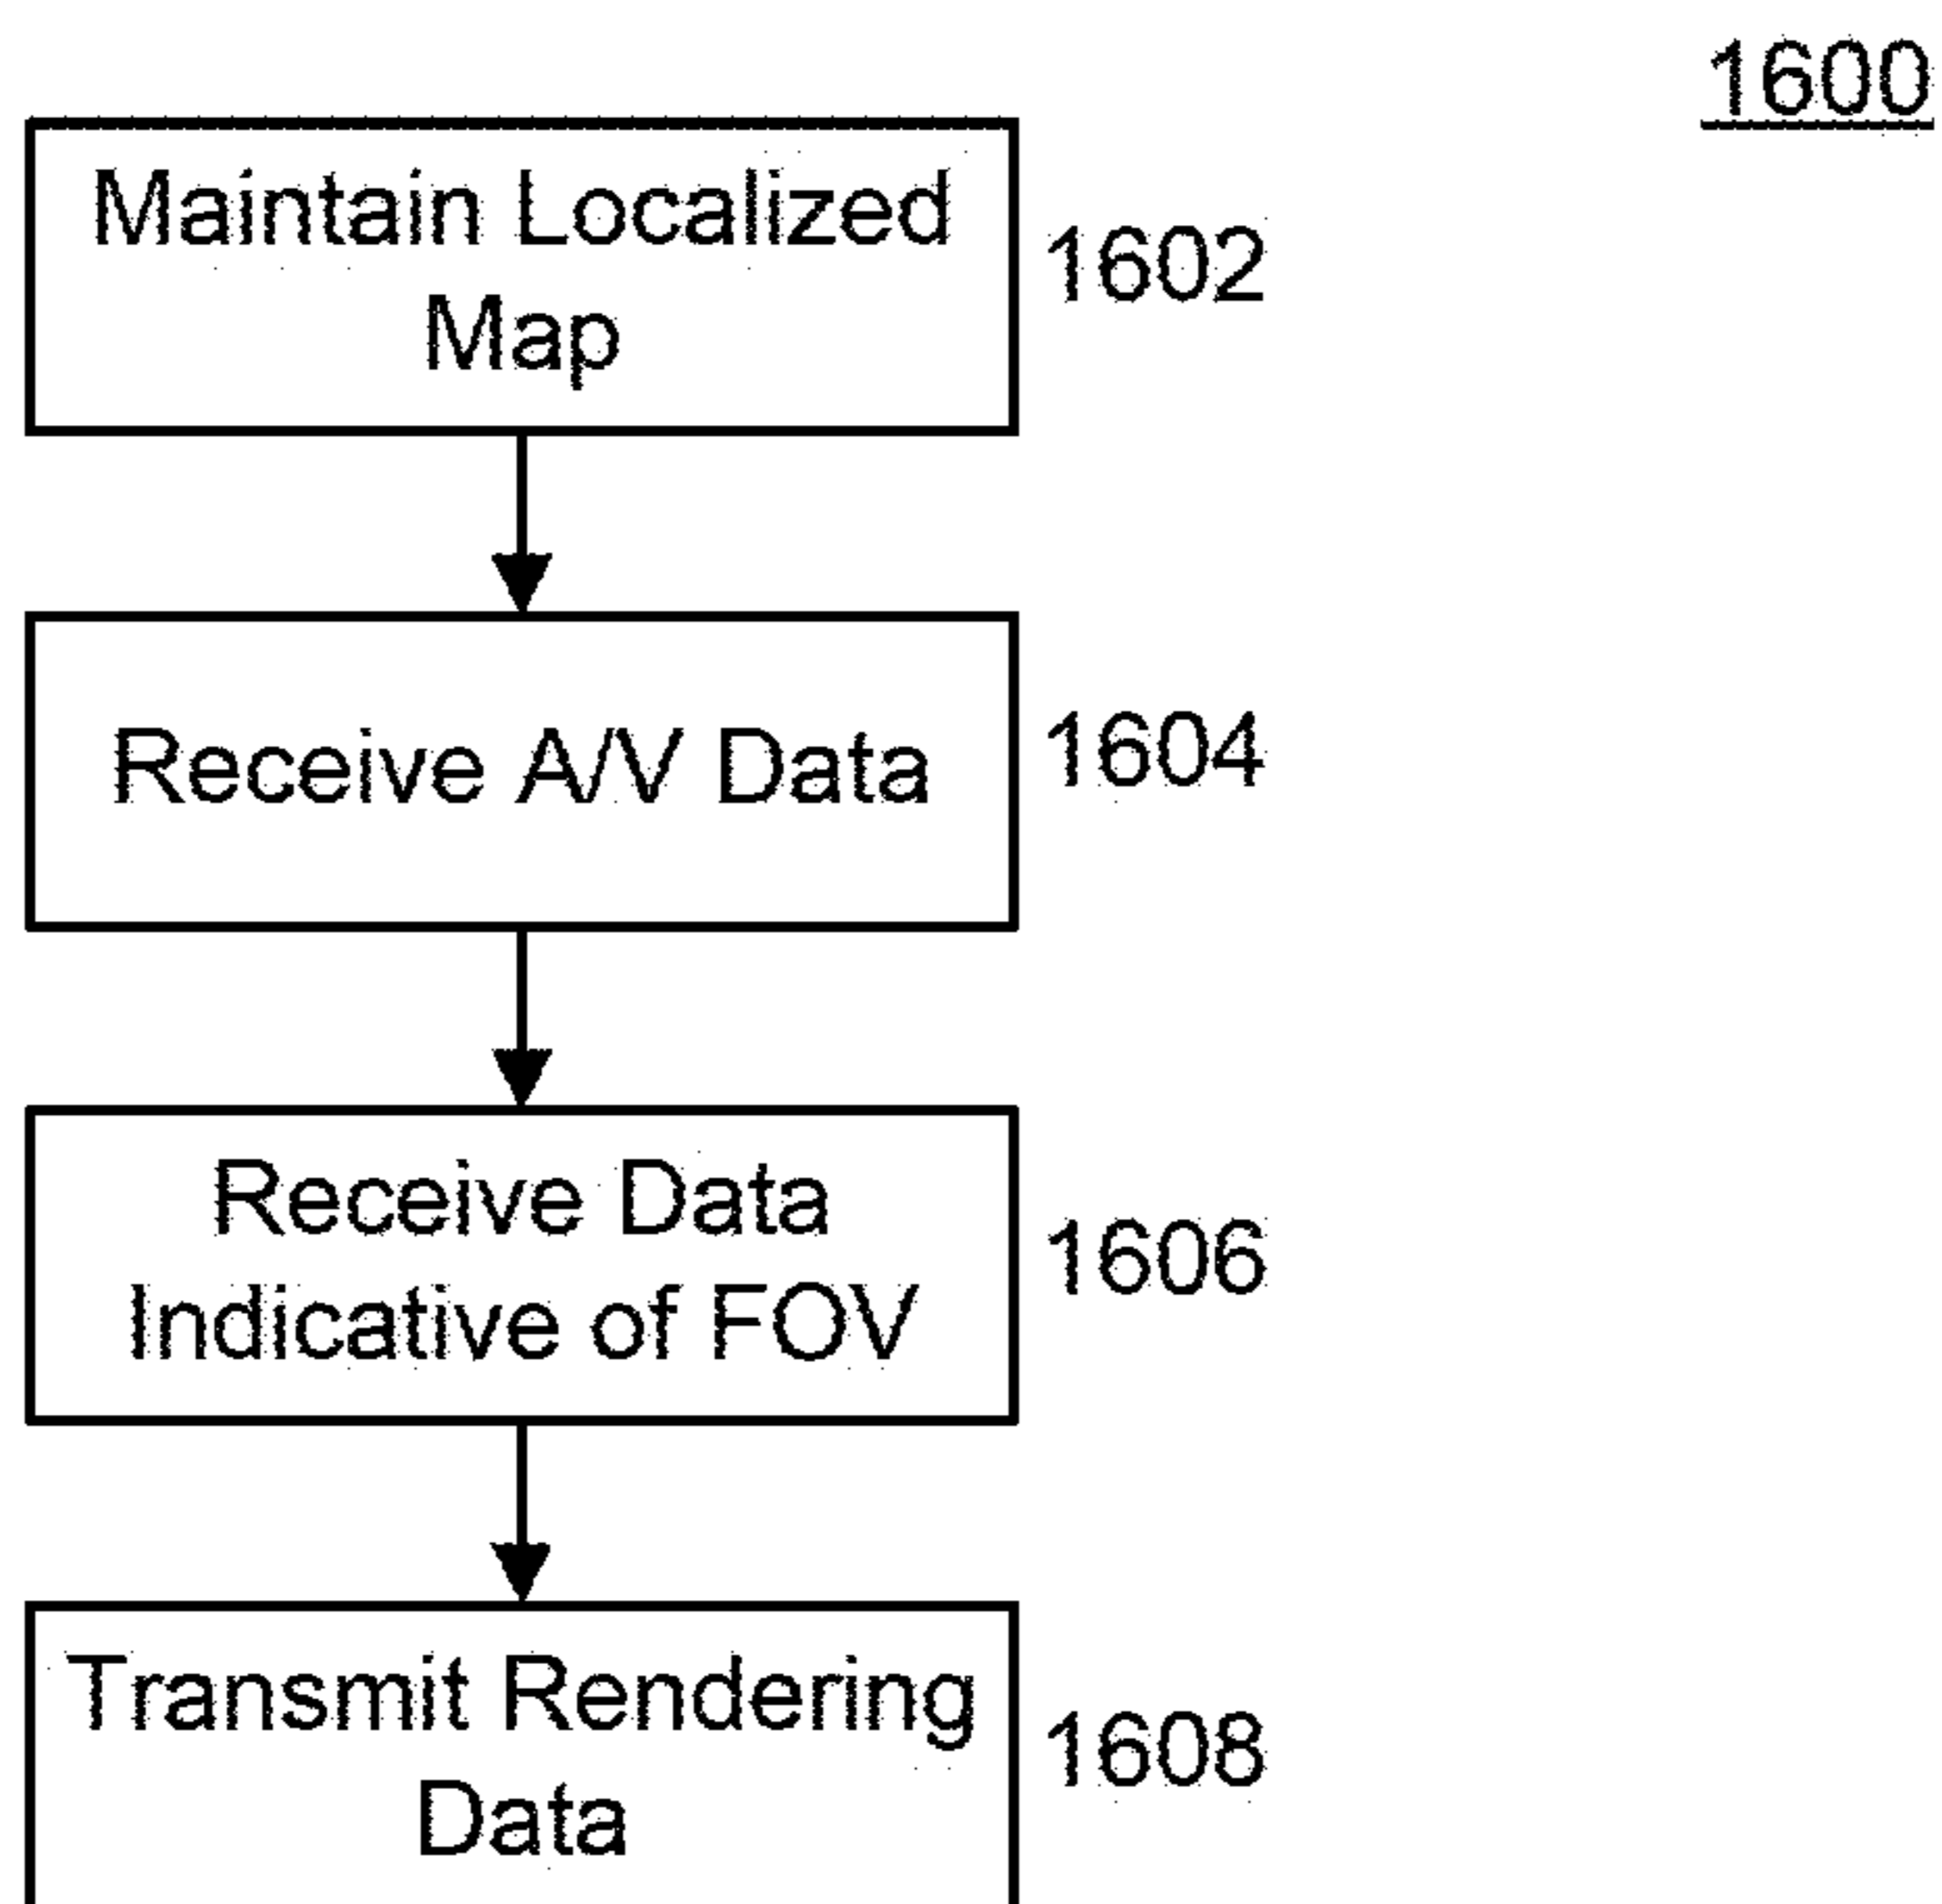 1600
Maintain Localized
Map
1602
Receive A/V Data
1604
Receive Data
Indicative of FOV
1606
Transmit Rendering
Data
1608